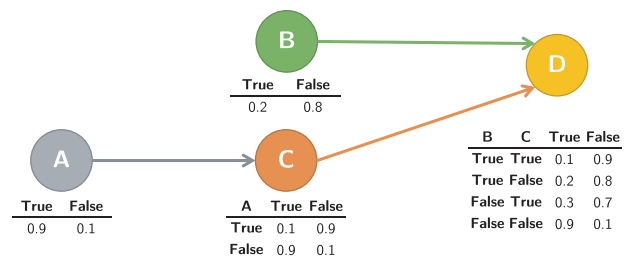 B
True False
0.2 0.8
D
A
True False
0.9 0.1
C
A True False
True 0.1 0.9
False 0.9 0.1
B C True False
True True 0.1 0.9
True False 0.2 0.8
False True 0.3 0.7
False False 0.9 0.1